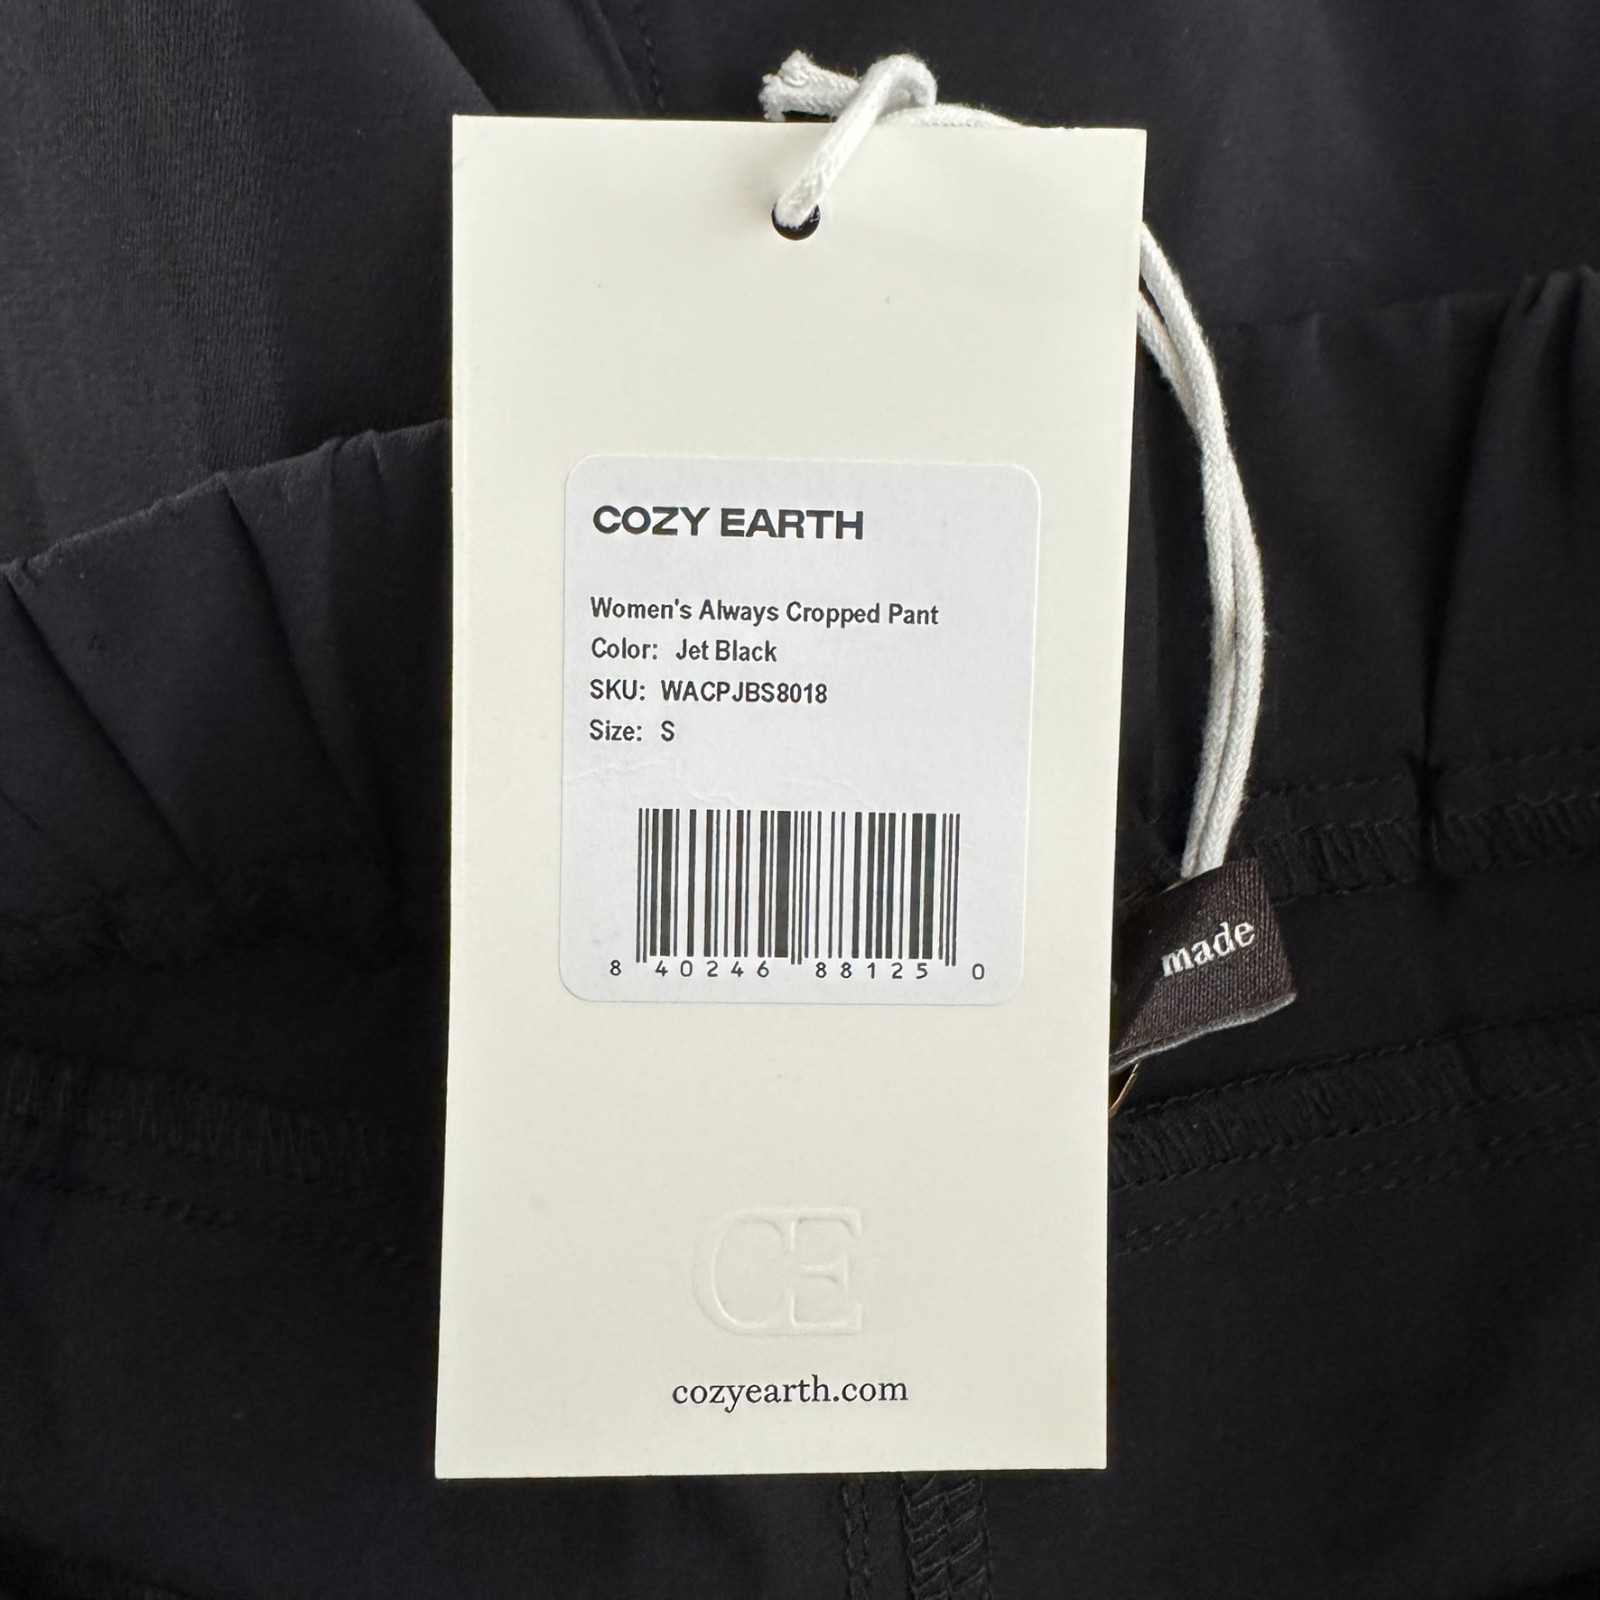 COZY EARTH
Women's Always Cropped Pant
Color: Jet Black
SKU: WACPJBS8018
Size: S
8 40246 88125 0
made
CE
cozyearth.com